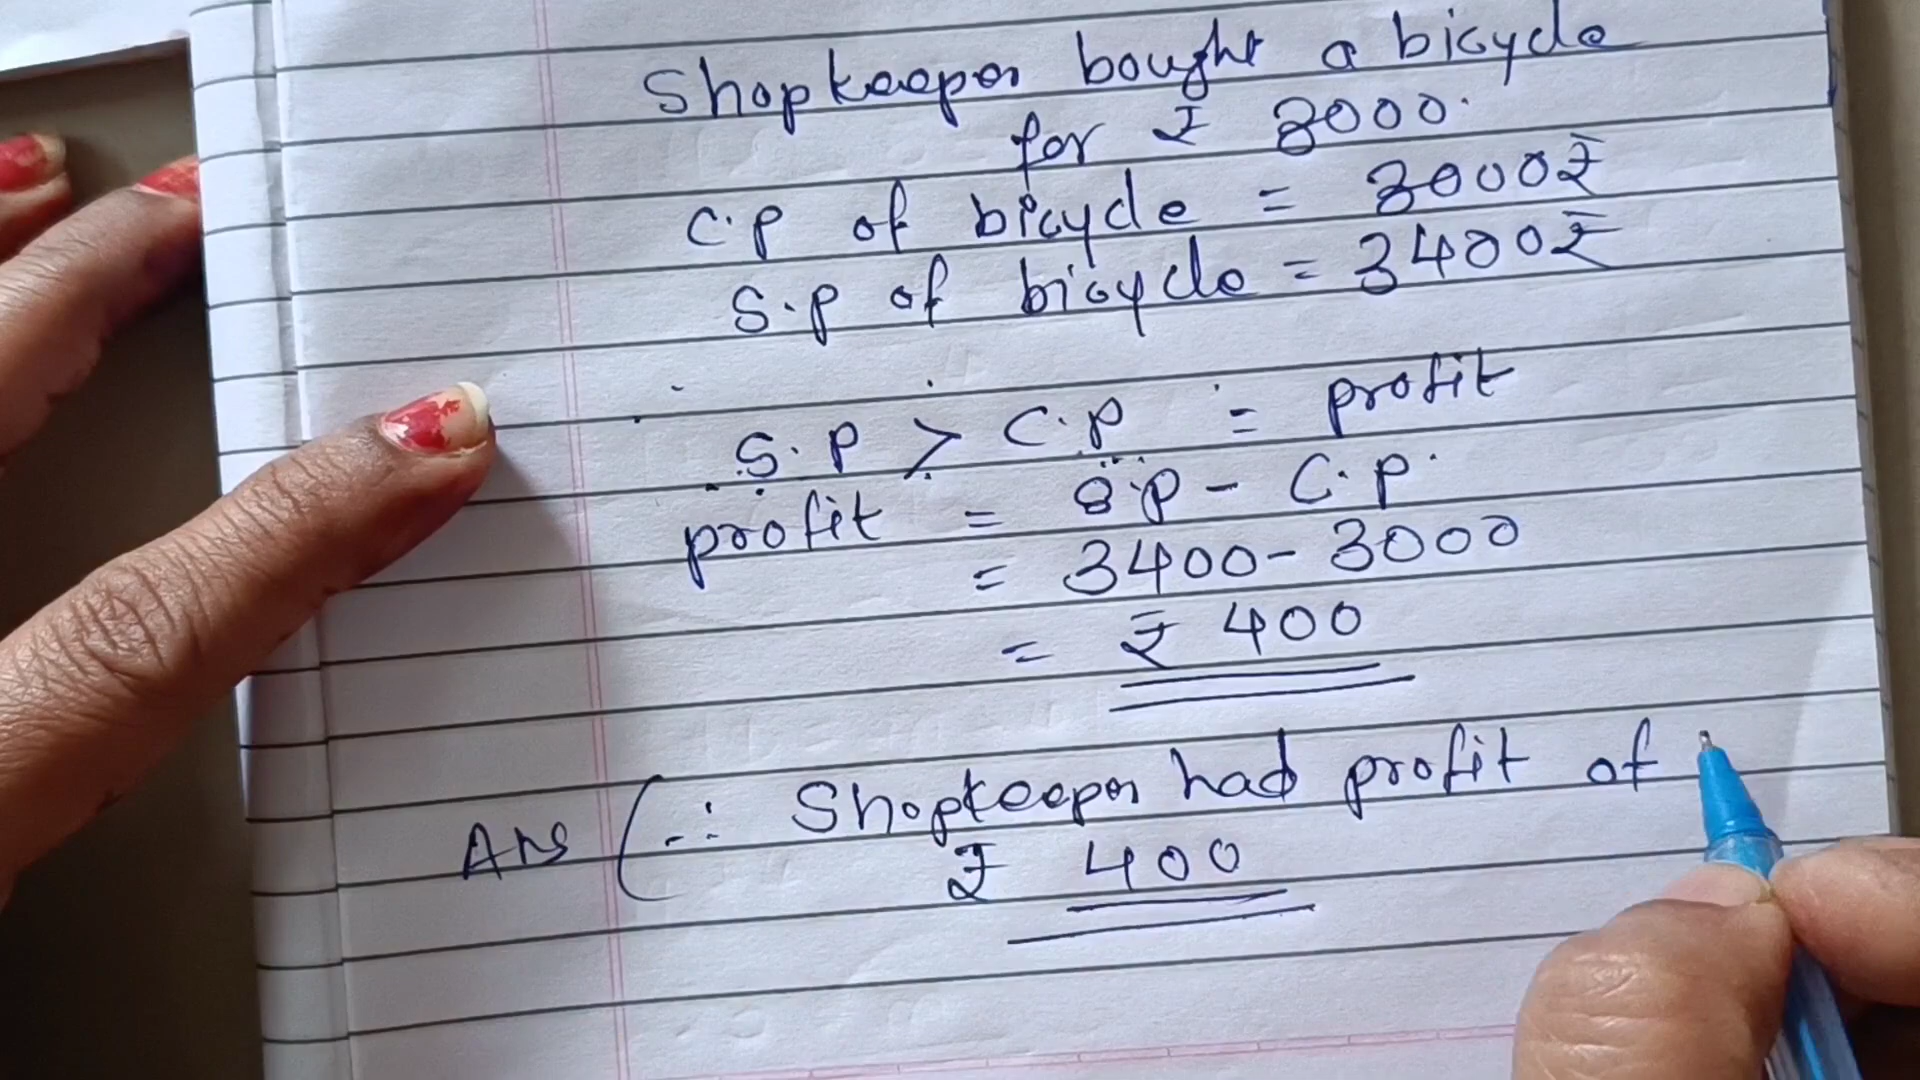 Shopkeeper bought a bicycle
for ₹ 3000.
C.P of bicycle = 3000₹
S.P of bicycle = 3400₹
S.P > C.P = profit
profit = S.P - C.P.
= 3400 - 3000
= ₹ 400
Ans ( ∴ Shopkeeper had profit of
₹ 400